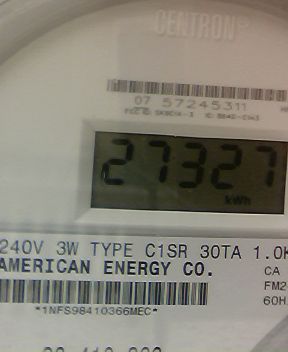 CENTRON®
07 57245311
27327
kWh
240V 3W TYPE C1SR 30TA 1.0K
AMERICAN ENERGY CO.
CA
FM2
60H
*1NFS98410366MEC*